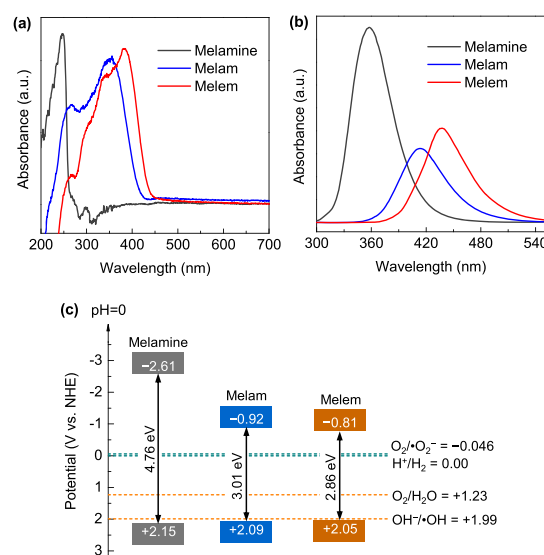 (a)
Melamine
Melam
Melem
Absorbance (a.u.)
200 300 400 500 600 700
Wavelength (nm)
(b)
Melamine
Melam
Melem
Absorbance (a.u.)
300 360 420 480 540
Wavelength (nm)
(c) pH=0
Potential (V vs. NHE)
-3
-2
-1
0
1
2
3
Melamine
−2.61
4.76 eV
+2.15
Melam
−0.92
3.01 eV
+2.09
Melem
−0.81
2.86 eV
+2.05
O₂/•O₂⁻ = −0.046
H⁺/H₂ = 0.00
O₂/H₂O = +1.23
OH⁻/•OH = +1.99